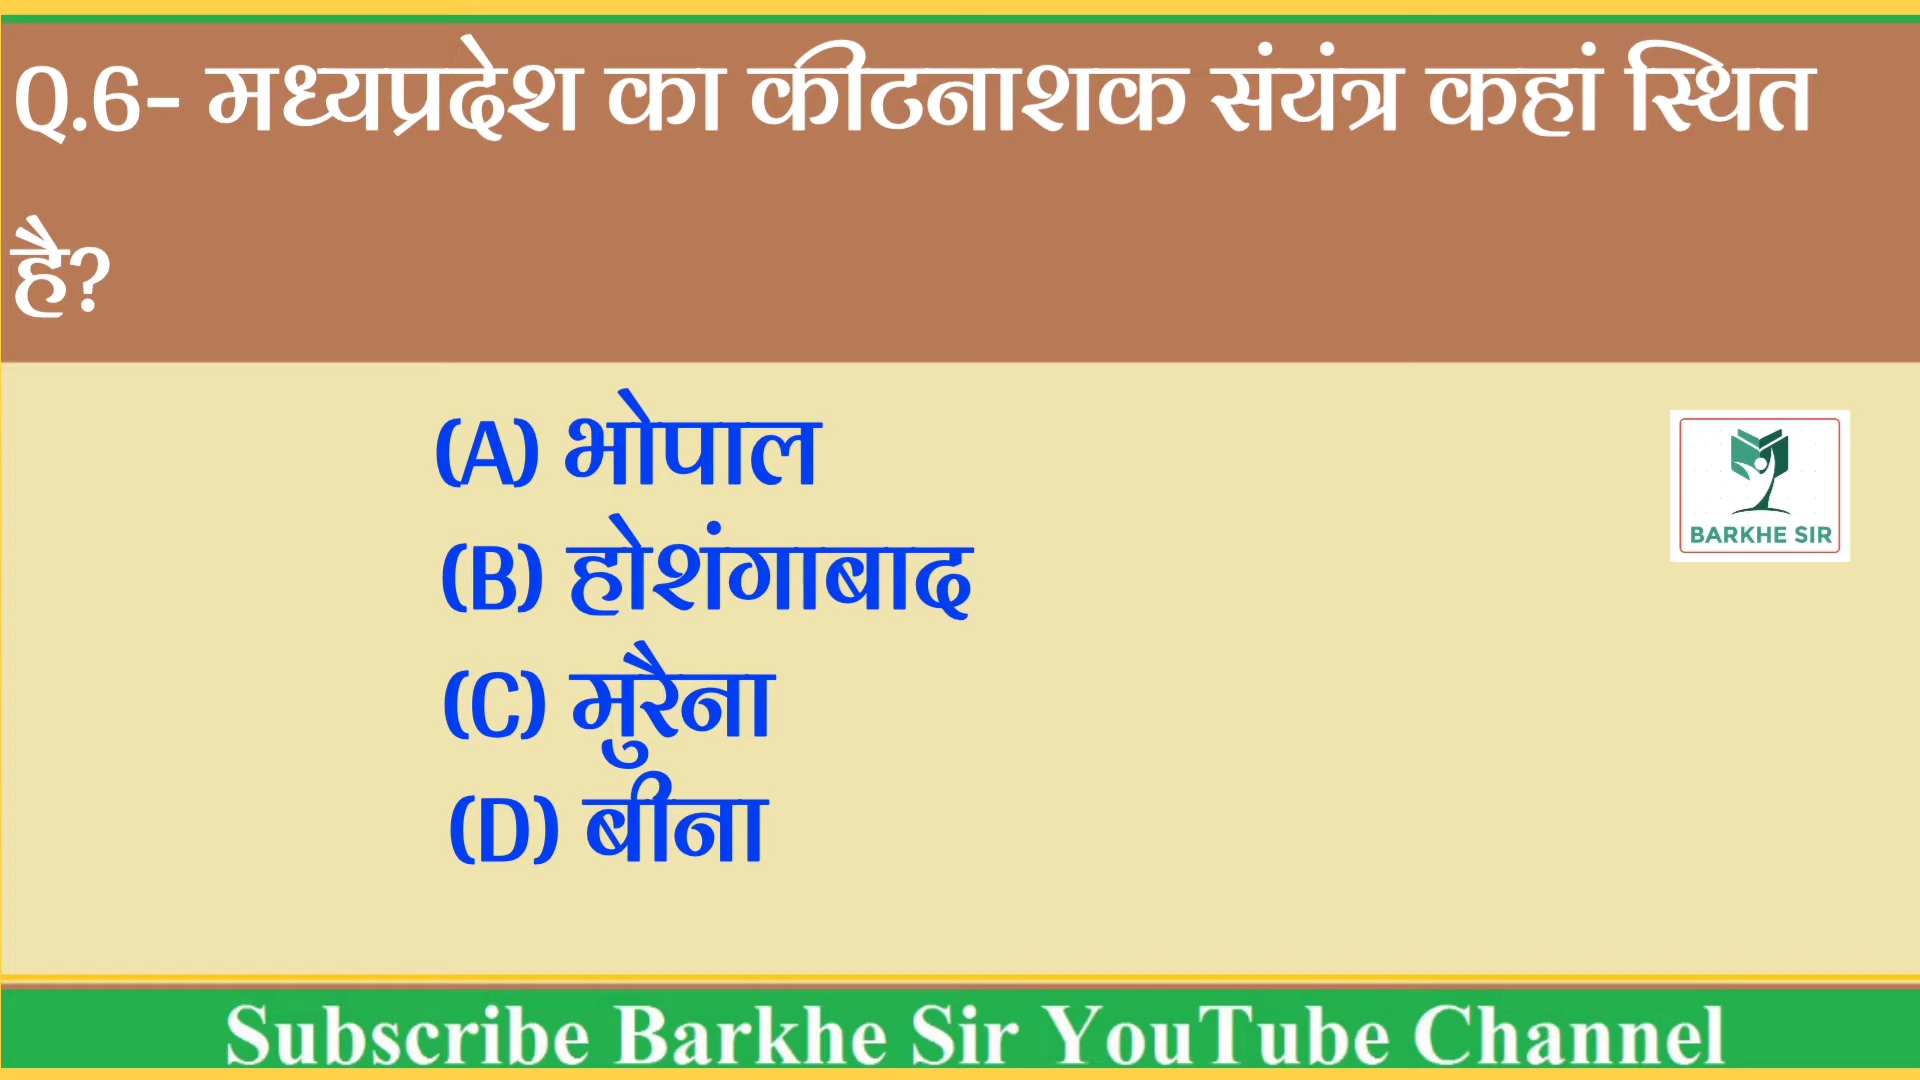 Q.6- मध्यप्रदेश का कीटनाशक संयंत्र कहां स्थित
है?
(A) भोपाल
(B) होशंगाबाद
(C) मुरैना
(D) बीना
BARKHE SIR
Subscribe Barkhe Sir YouTube Channel